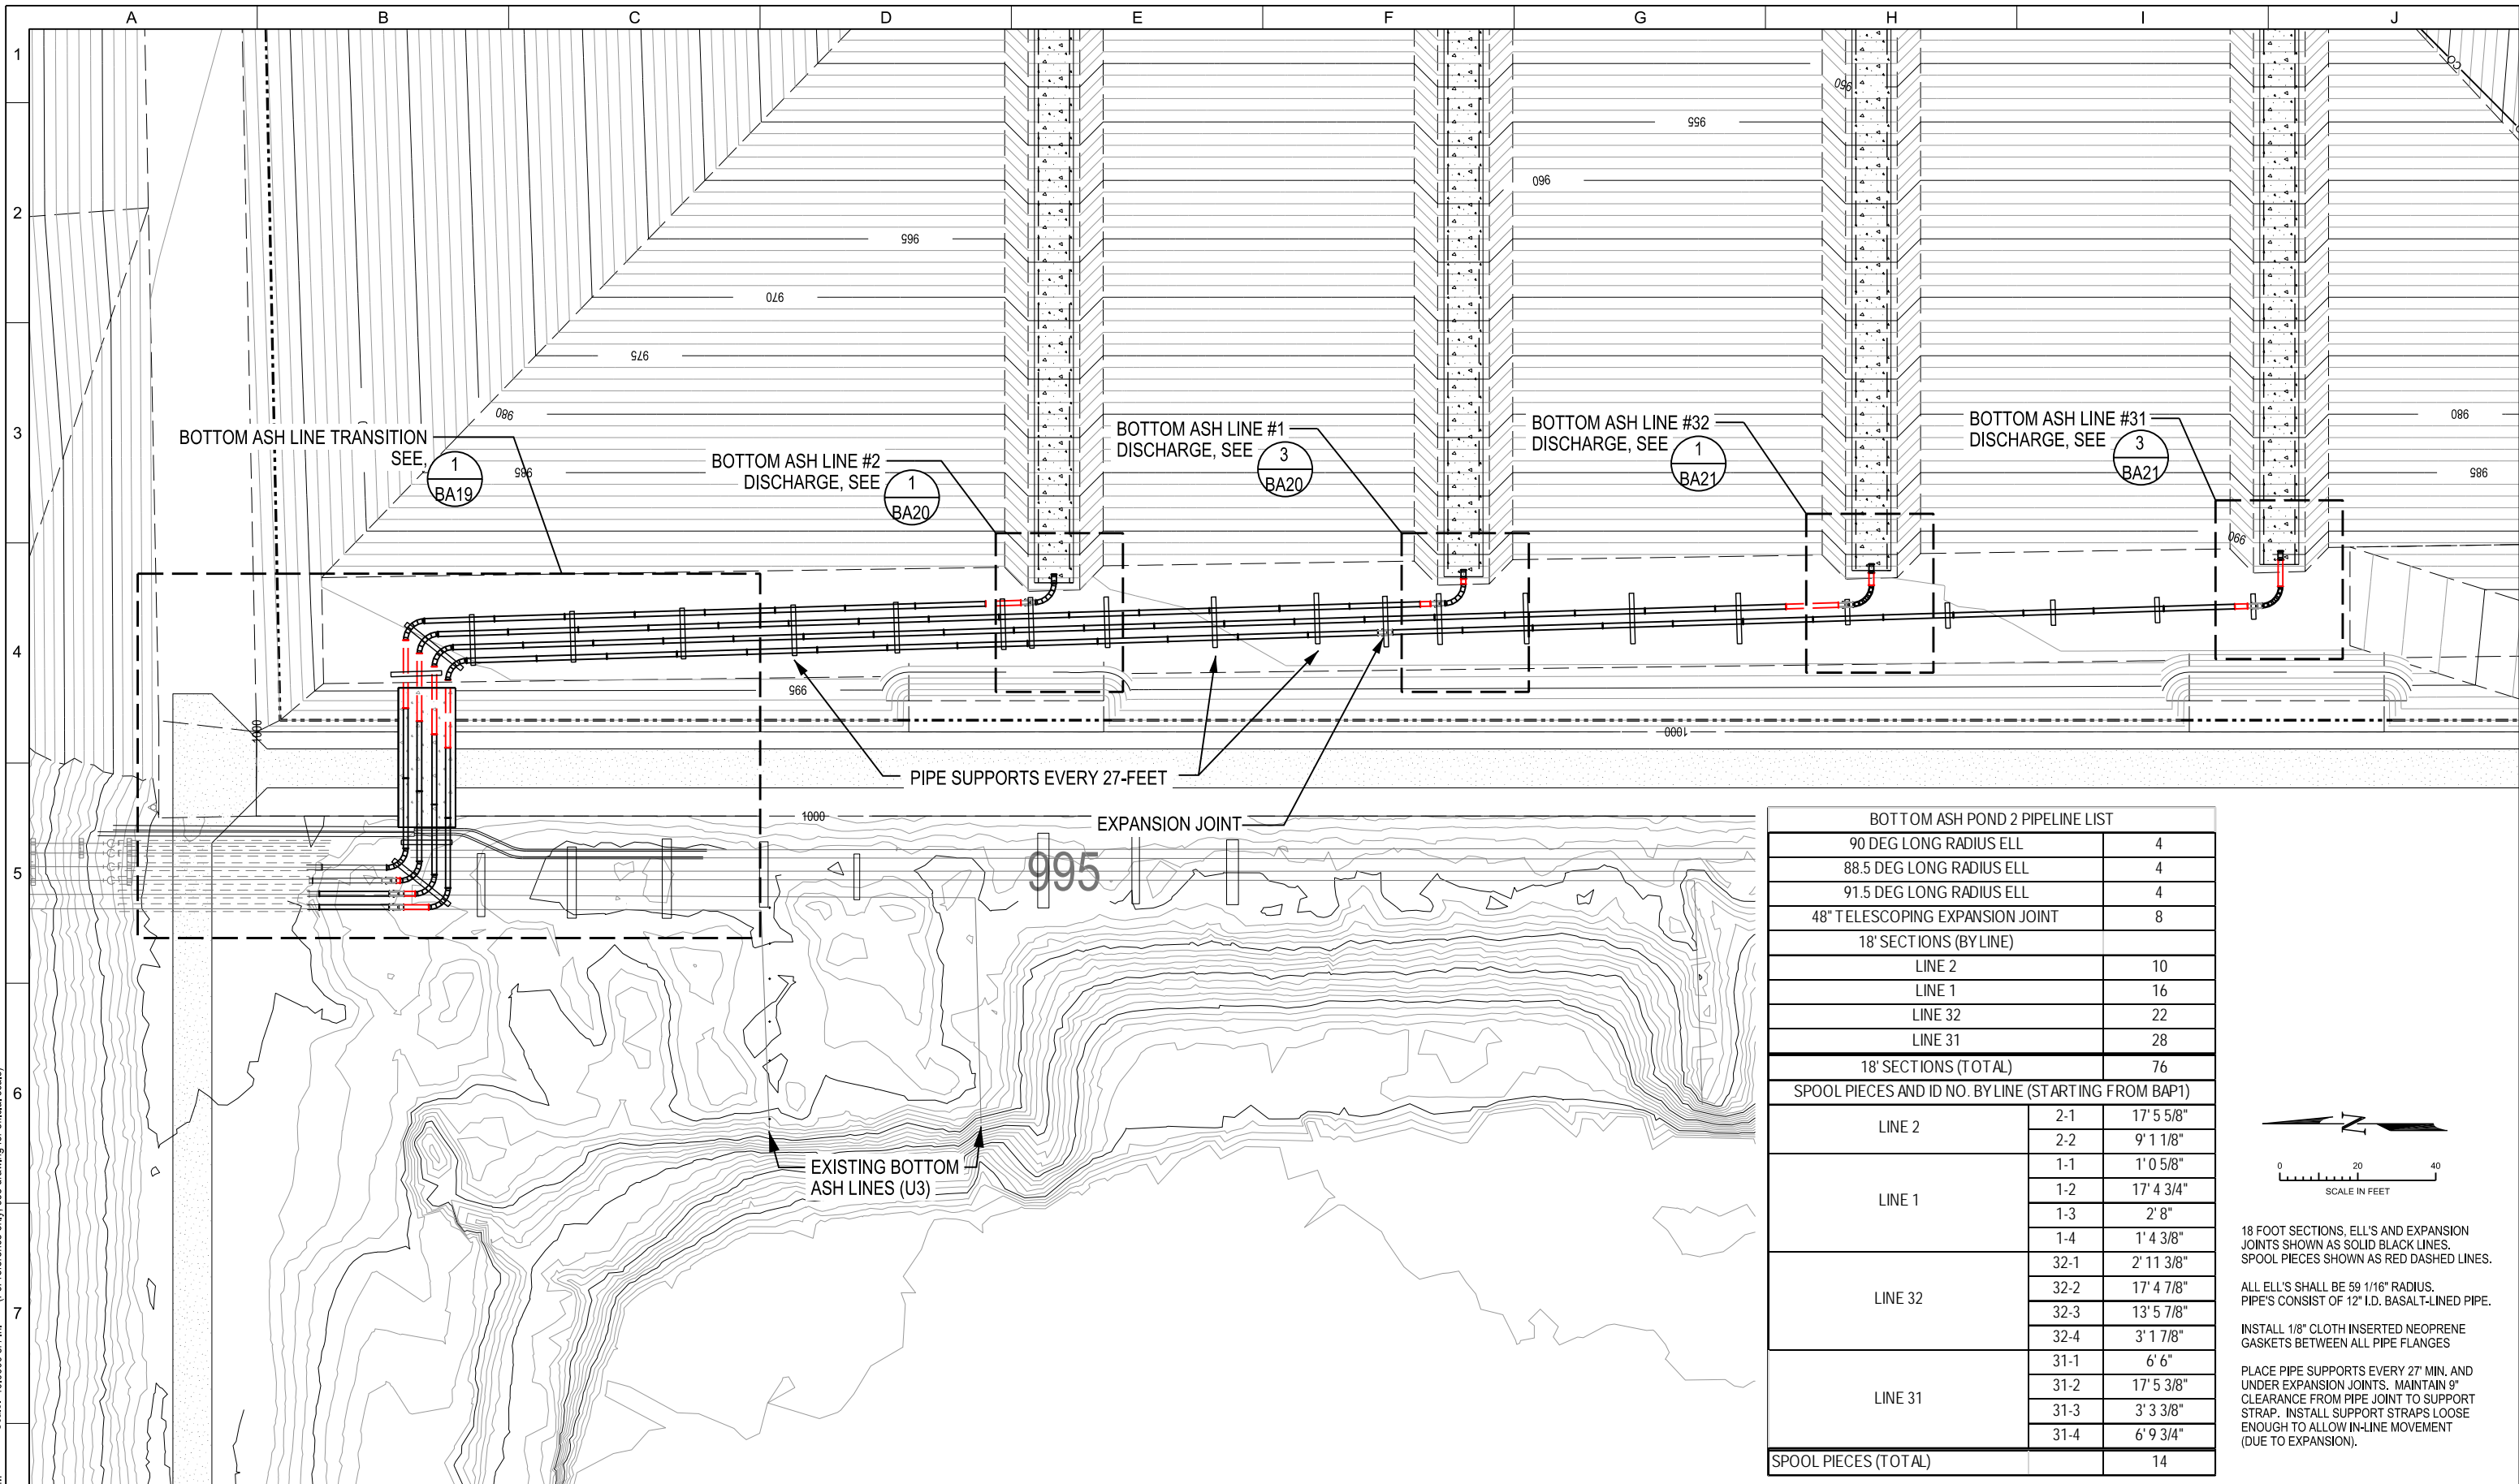 A B C D E F G H I J
1
2
3
4
5
6
7
950
955
960
965
970
975
980
980
985
985
990
995
1000
1000
1000
995
CO
BOTTOM ASH LINE TRANSITION
SEE,
1
BA19
BOTTOM ASH LINE #2
DISCHARGE, SEE
1
BA20
BOTTOM ASH LINE #1
DISCHARGE, SEE
3
BA20
BOTTOM ASH LINE #32
DISCHARGE, SEE
1
BA21
BOTTOM ASH LINE #31
DISCHARGE, SEE
3
BA21
PIPE SUPPORTS EVERY 27-FEET
EXPANSION JOINT
EXISTING BOTTOM
ASH LINES (U3)
BOTTOM ASH POND 2 PIPELINE LIST
90 DEG LONG RADIUS ELL 4
88.5 DEG LONG RADIUS ELL 4
91.5 DEG LONG RADIUS ELL 4
48" TELESCOPING EXPANSION JOINT 8
18' SECTIONS (BY LINE)
LINE 2 10
LINE 1 16
LINE 32 22
LINE 31 28
18' SECTIONS (TOTAL) 76
SPOOL PIECES AND ID NO. BY LINE (STARTING FROM BAP1)
LINE 2
2-1 17' 5 5/8"
2-2 9' 1 1/8"
LINE 1
1-1 1' 0 5/8"
1-2 17' 4 3/4"
1-3 2' 8"
1-4 1' 4 3/8"
LINE 32
32-1 2' 11 3/8"
32-2 17' 4 7/8"
32-3 13' 5 7/8"
32-4 3' 1 7/8"
LINE 31
31-1 6' 6"
31-2 17' 5 3/8"
31-3 3' 3 3/8"
31-4 6' 9 3/4"
SPOOL PIECES (TOTAL) 14
N
0 20 40
SCALE IN FEET
18 FOOT SECTIONS, ELL'S AND EXPANSION
JOINTS SHOWN AS SOLID BLACK LINES.
SPOOL PIECES SHOWN AS RED DASHED LINES.
ALL ELL'S SHALL BE 59 1/16" RADIUS.
PIPE'S CONSIST OF 12" I.D. BASALT-LINED PIPE.
INSTALL 1/8" CLOTH INSERTED NEOPRENE
GASKETS BETWEEN ALL PIPE FLANGES
PLACE PIPE SUPPORTS EVERY 27' MIN. AND
UNDER EXPANSION JOINTS. MAINTAIN 9"
CLEARANCE FROM PIPE JOINT TO SUPPORT
STRAP. INSTALL SUPPORT STRAPS LOOSE
ENOUGH TO ALLOW IN-LINE MOVEMENT
(DUE TO EXPANSION).